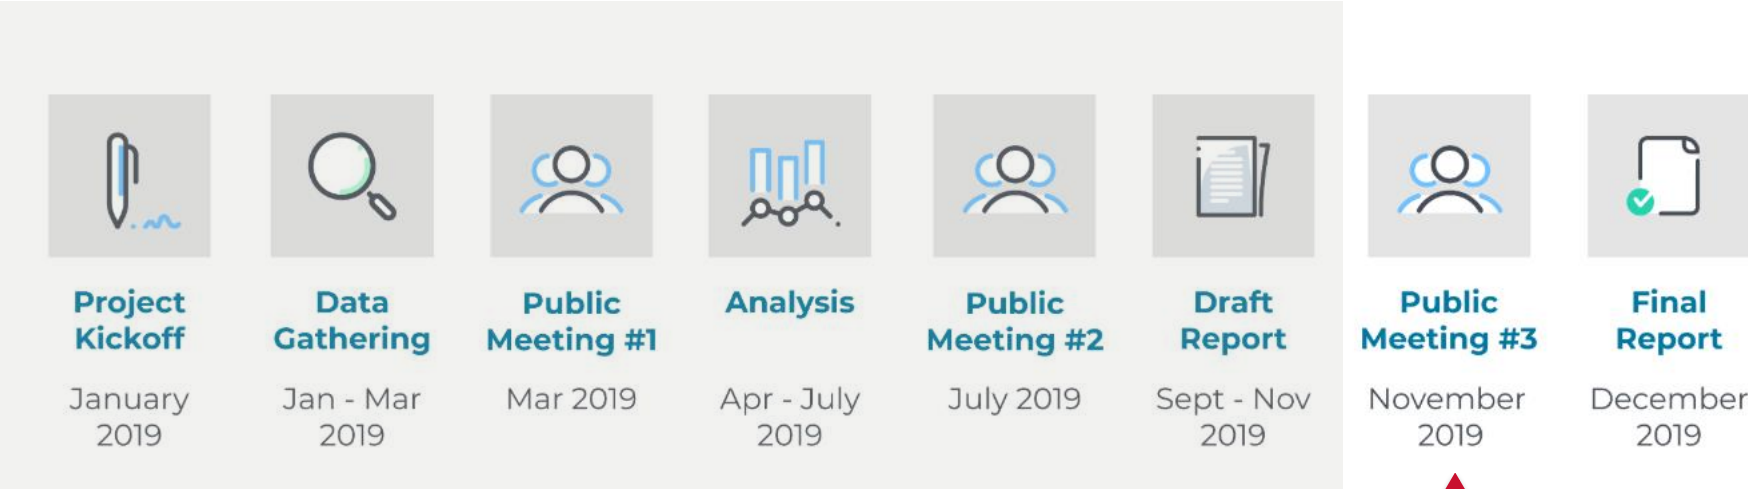 Project
Kickoff
January
2019
Data
Gathering
Jan - Mar
2019
Public
Meeting #1
Mar 2019
Analysis
Apr - July
2019
Public
Meeting #2
July 2019
Draft
Report
Sept - Nov
2019
Public
Meeting #3
November
2019
Final
Report
December
2019